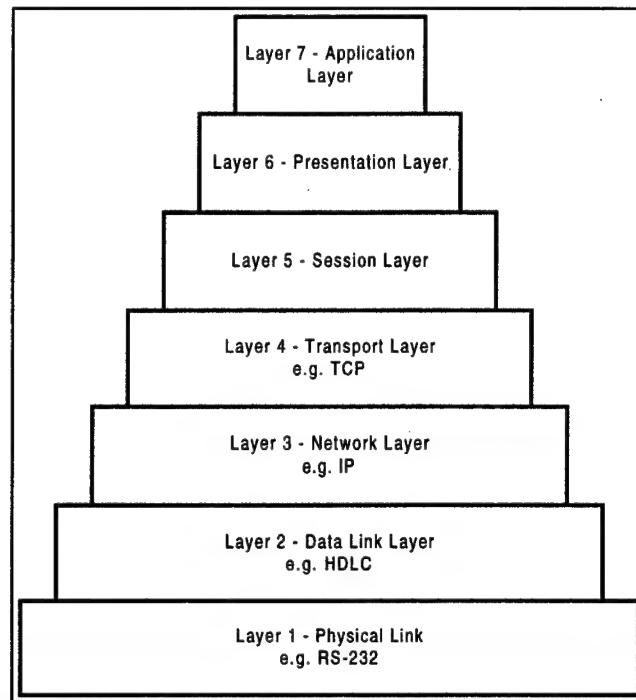 Layer 7 - Application
Layer
Layer 6 - Presentation Layer
Layer 5 - Session Layer
Layer 4 - Transport Layer
e.g. TCP
Layer 3 - Network Layer
e.g. IP
Layer 2 - Data Link Layer
e.g. HDLC
Layer 1 - Physical Link
e.g. RS-232